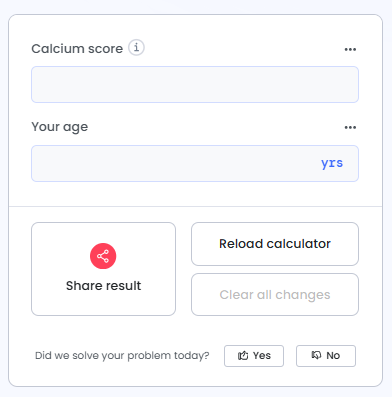 Calcium score i
Your age
yrs
Share result
Reload calculator
Clear all changes
Did we solve your problem today? Yes No